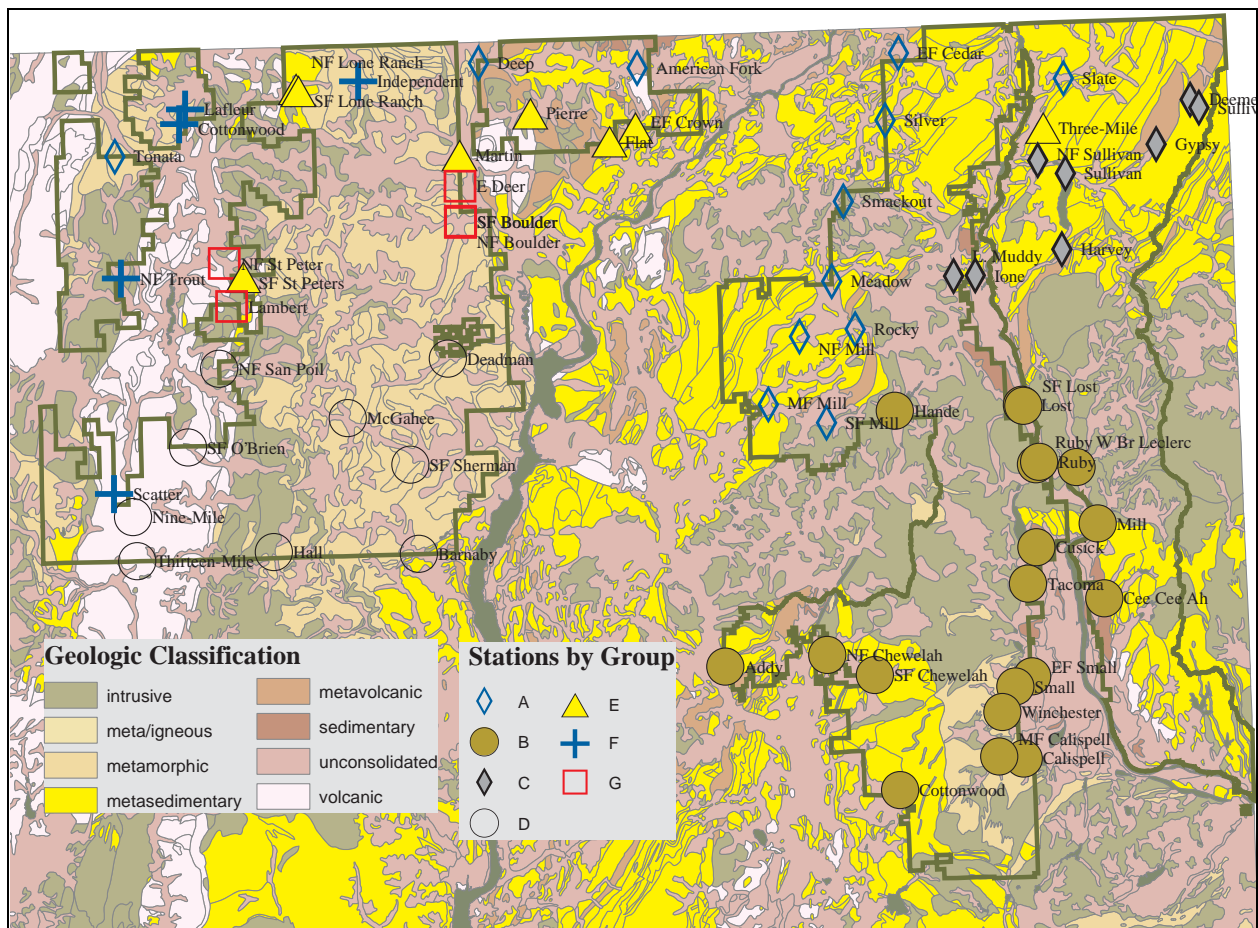 EF Cedar
NF Lone Ranch
Deep
American Fork
Independent
Slate
SF Lone Ranch
Deeme
Sulliv
Lafleur
Pierre
EF Crown
Silver
Cottonwood
Three-Mile
Flat
Gypsy
Tonata
Martin
NF Sullivan
Sullivan
E Deer
Smackout
SF Boulder
NF Boulder
Harvey
L Muddy
NF St Peter
Ione
NF Trout
SF St Peters
Meadow
Lambert
Rocky
NF Mill
Deadman
NF San Poil
SF Lost
MF Mill
Lost
Hande
McGahee
SF Mill
Ruby W Br Leclerc
SF O'Brien
Ruby
SF Sherman
Scatter
Nine-Mile
Mill
Cusick
Hall
Barnaby
Thirteen-Mile
Tacoma
Cee Cee Ah
NF Chewelah
Addy
EF Small
SF Chewelah
Small
Winchester
MF Calispell
Calispell
Cottonwood
Geologic Classification
intrusive
meta/igneous
metamorphic
metasedimentary
metavolcanic
sedimentary
unconsolidated
volcanic
Stations by Group
A
B
C
D
E
F
G